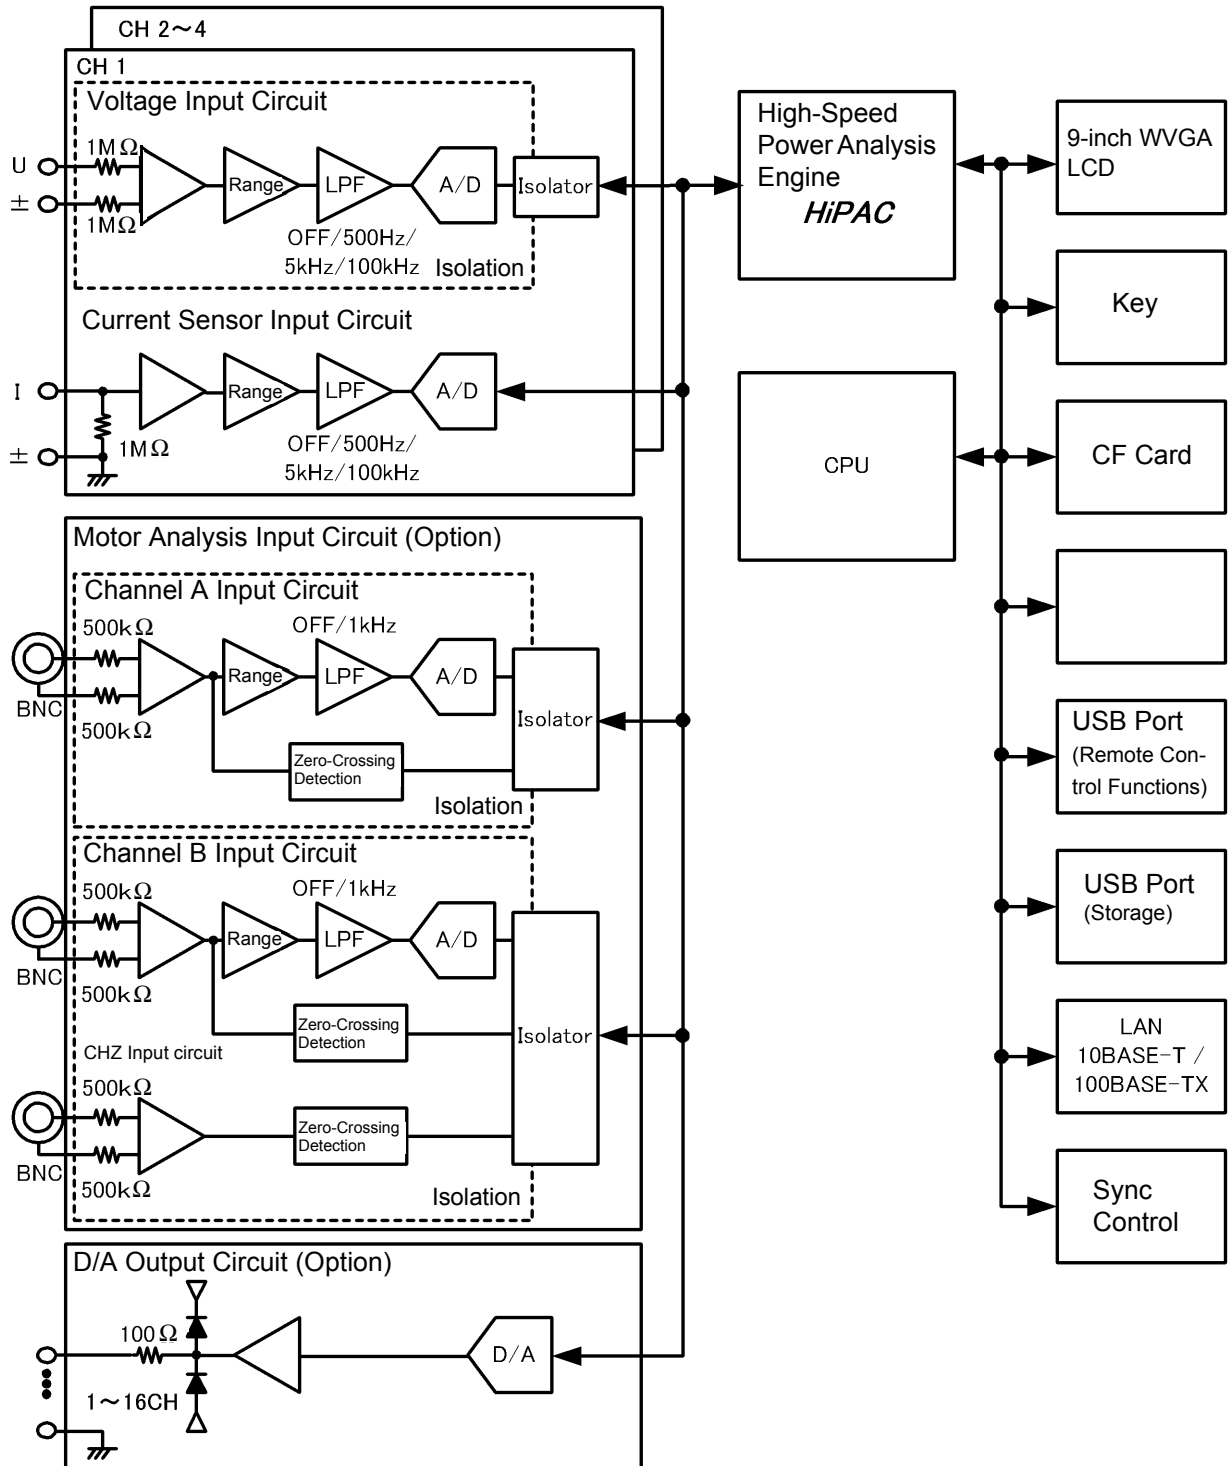 CH 2～4
CH 1
Voltage Input Circuit
1MΩ
U
±
1MΩ
Range
LPF
A/D
Isolator
OFF/500Hz/
5kHz/100kHz
Isolation
Current Sensor Input Circuit
I
Range
LPF
A/D
1MΩ
±
OFF/500Hz/
5kHz/100kHz
Motor Analysis Input Circuit (Option)
Channel A Input Circuit
500kΩ
OFF/1kHz
Range
LPF
A/D
BNC
500kΩ
Isolator
Zero-Crossing
Detection
Isolation
Channel B Input Circuit
500kΩ
OFF/1kHz
Range
LPF
A/D
BNC
500kΩ
Zero-Crossing
Detection
Isolator
CHZ Input circuit
500kΩ
Zero-Crossing
Detection
BNC
500kΩ
Isolation
D/A Output Circuit (Option)
100Ω
D/A
1～16CH
High-Speed
Power Analysis
Engine
HiPAC
CPU
9-inch WVGA
LCD
Key
CF Card
USB Port
(Remote Con-
trol Functions)
USB Port
(Storage)
LAN
10BASE-T /
100BASE-TX
Sync
Control